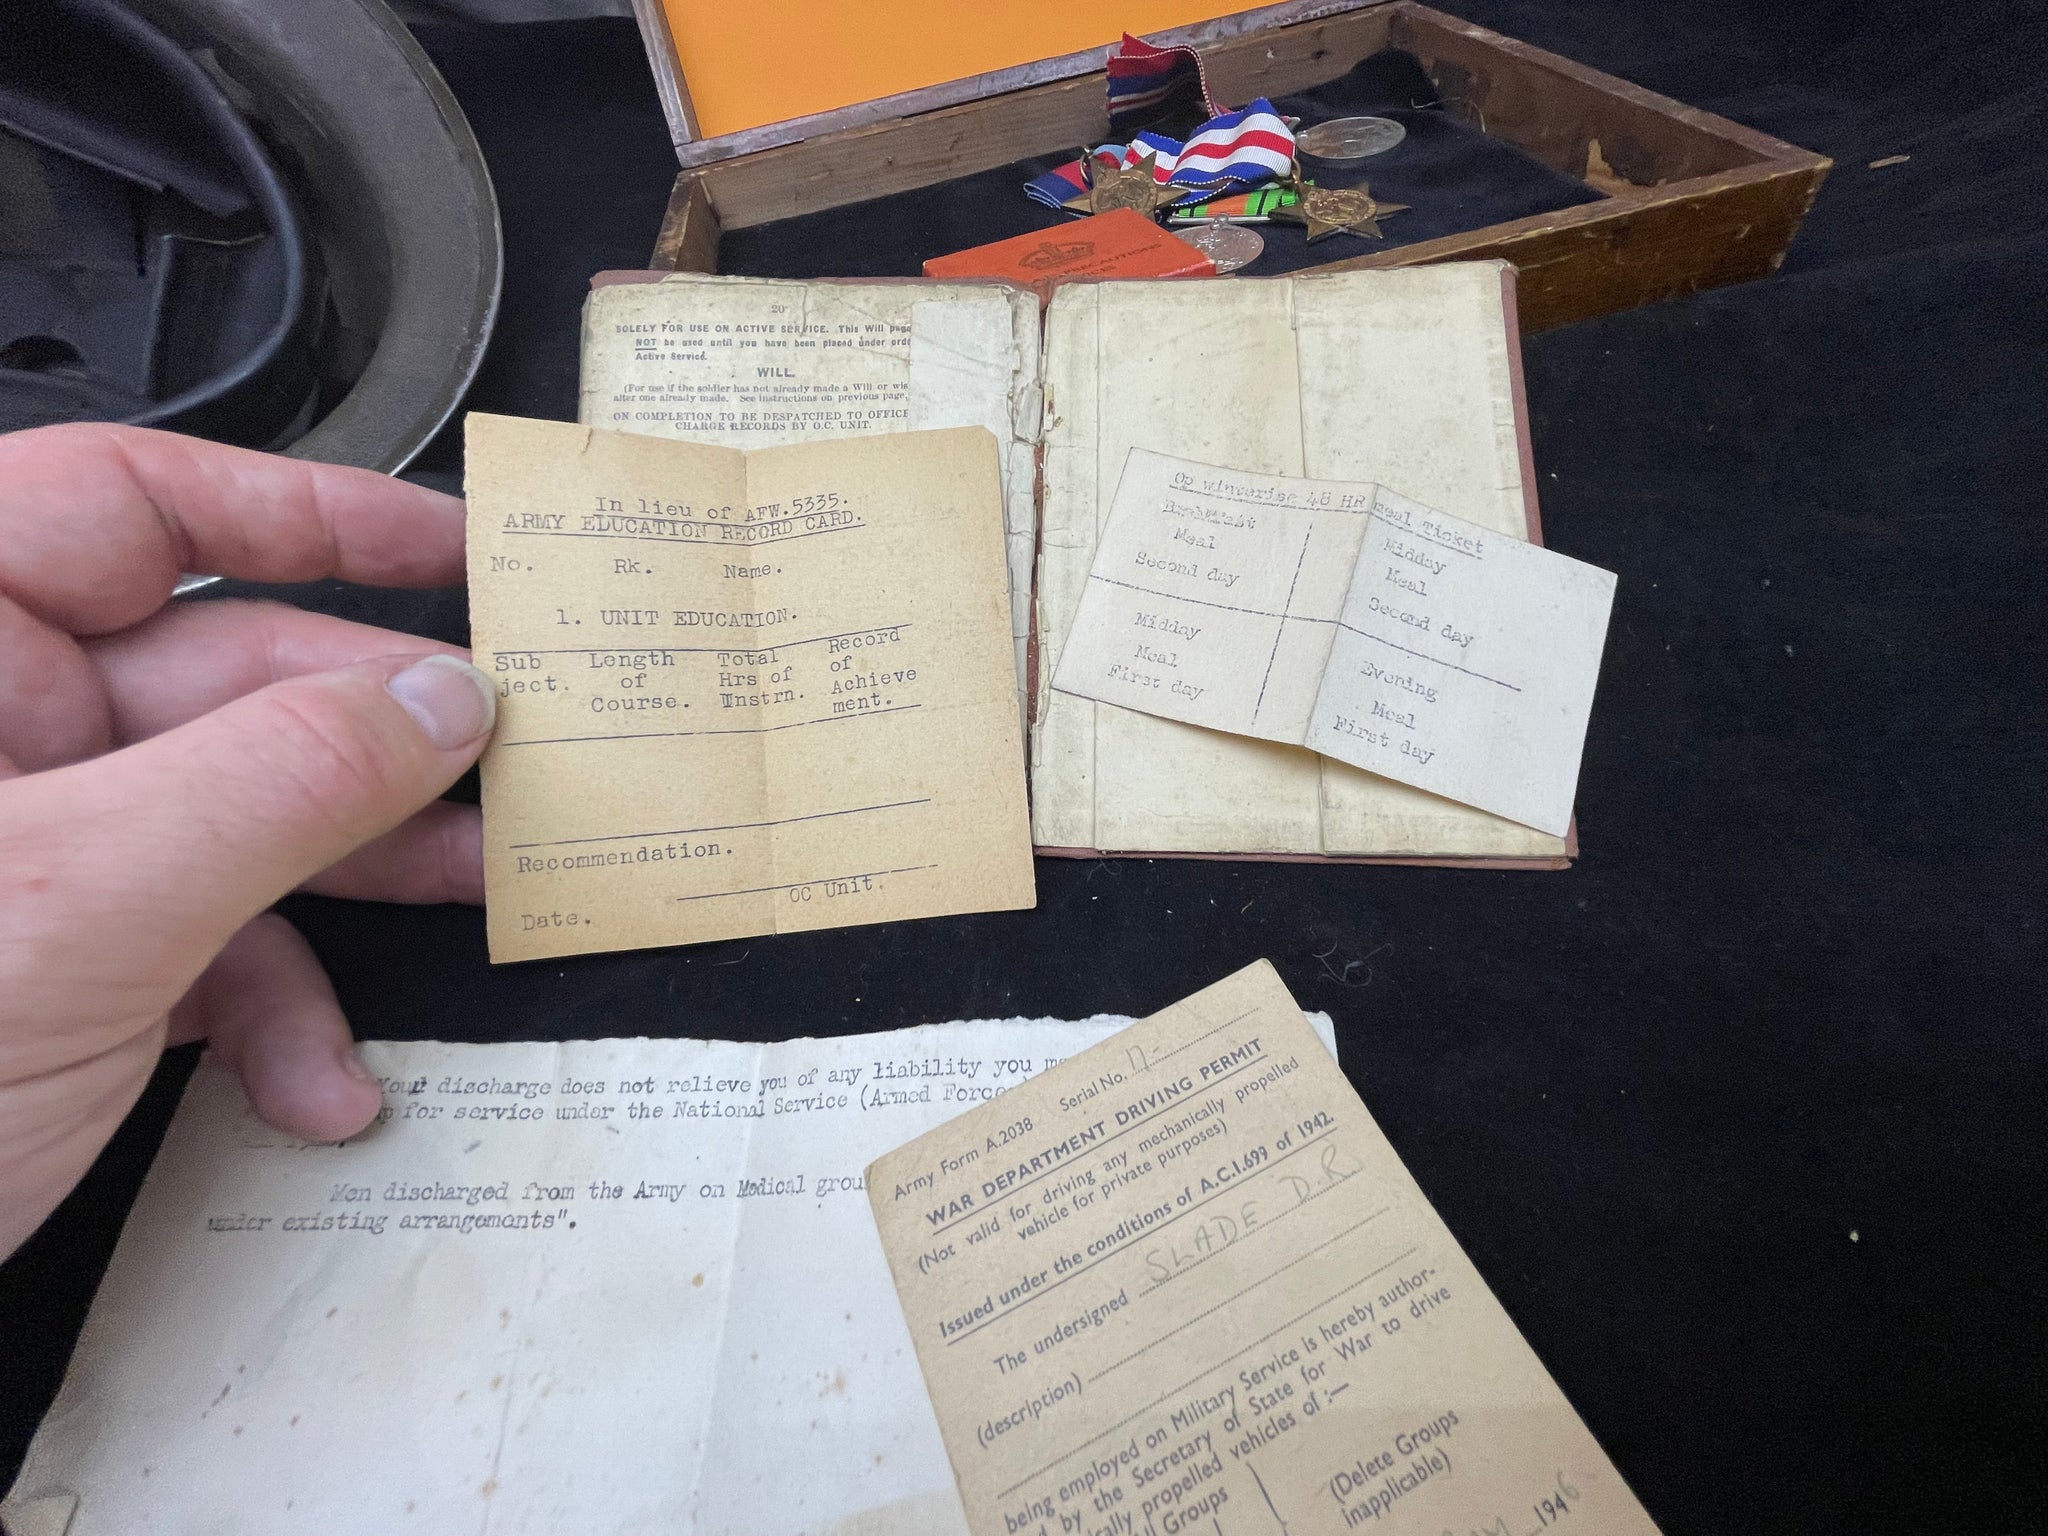 PRECAUTIONS
20
SOLELY FOR USE ON ACTIVE SERVICE. This Will page
NOT be used until you have been placed under orde
Active Service.
WILL.
(For use if the soldier has not already made a Will or wis
after one already made. See instructions on previous page,
ON COMPLETION TO BE DESPATCHED TO OFFICE
CHARGE RECORDS BY O.C. UNIT.
In lieu of AFW.5335.
ARMY EDUCATION RECORD CARD.
No. Rk. Name.
1. UNIT EDUCATION.
Sub Length Total Record
ject. of Hrs of of
Course. Instrn. Achieve
ment.
Recommendation.
OC Unit.
Date.
Op winterise 48 HR meal Ticket
Breakfast Midday
Meal Meal
Second day Second day
Midday Evening
Meal Meal
First day First day
Your discharge does not relieve you of any liability you
p for service under the National Service (Armed Force
Men discharged from the Army on Medical grou
under existing arrangements".
Army Form A.2038 Serial No. 17-
WAR DEPARTMENT DRIVING PERMIT
(Not valid for driving any mechanically propelled
vehicle for private purposes)
Issued under the conditions of A.C.I.699 of 1942.
The undersigned SLADE D.R
(description)
being employed on Military Service is hereby author-
d by the Secretary of State for War to drive
ically propelled vehicles of :—
l Groups (Delete Groups
inapplicable)
1946